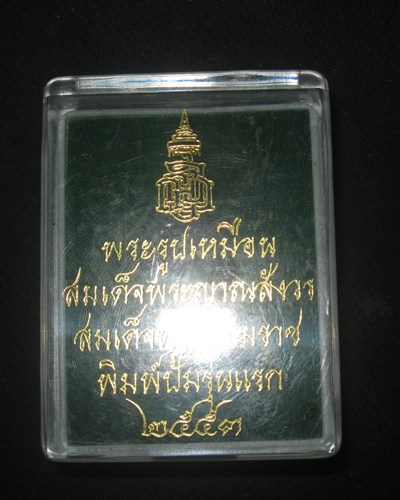 พระรูปเหมือน
สมเด็จพระญาณสังวร
สมเด็จ
พิมพ์ปั๊มรุ่นแรก
๒๕๕๓